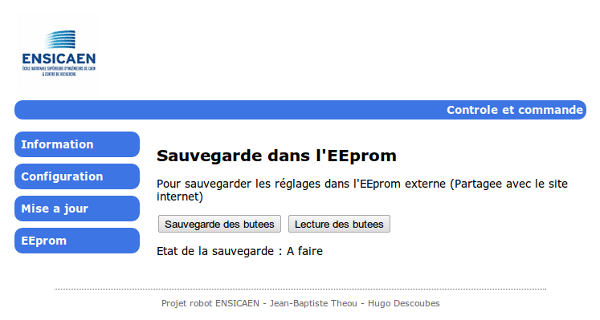 ENSICAEN
ÉCOLE NATIONALE SUPÉRIEURE D'INGÉNIEURS DE CAEN
& CENTRE DE RECHERCHE
Controle et commande
Information
Configuration
Mise a jour
EEprom
Sauvegarde dans l'EEprom
Pour sauvegarder les réglages dans l'EEprom externe (Partagee avec le site
internet)
Sauvegarde des butees Lecture des butees
Etat de la sauvegarde : A faire
Projet robot ENSICAEN - Jean-Baptiste Theou - Hugo Descoubes